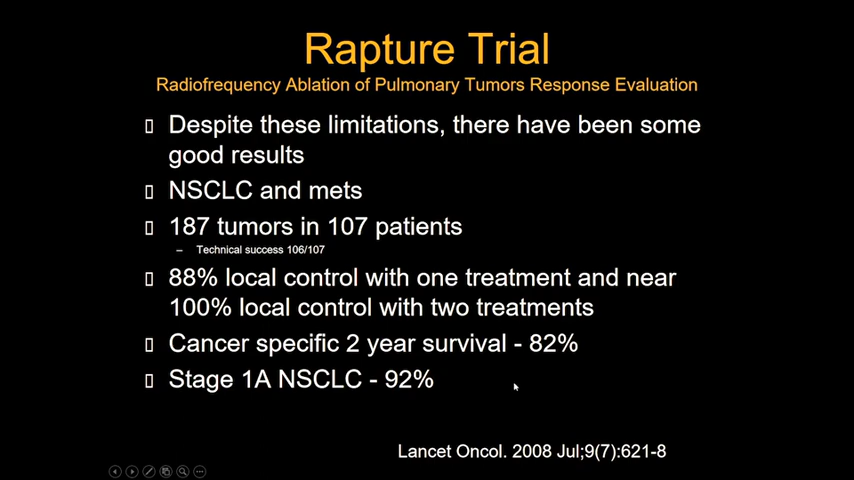 Rapture Trial
Radiofrequency Ablation of Pulmonary Tumors Response Evaluation
▯ Despite these limitations, there have been some
good results
▯ NSCLC and mets
▯ 187 tumors in 107 patients
– Technical success 106/107
▯ 88% local control with one treatment and near
100% local control with two treatments
▯ Cancer specific 2 year survival - 82%
▯ Stage 1A NSCLC - 92%
Lancet Oncol. 2008 Jul;9(7):621-8